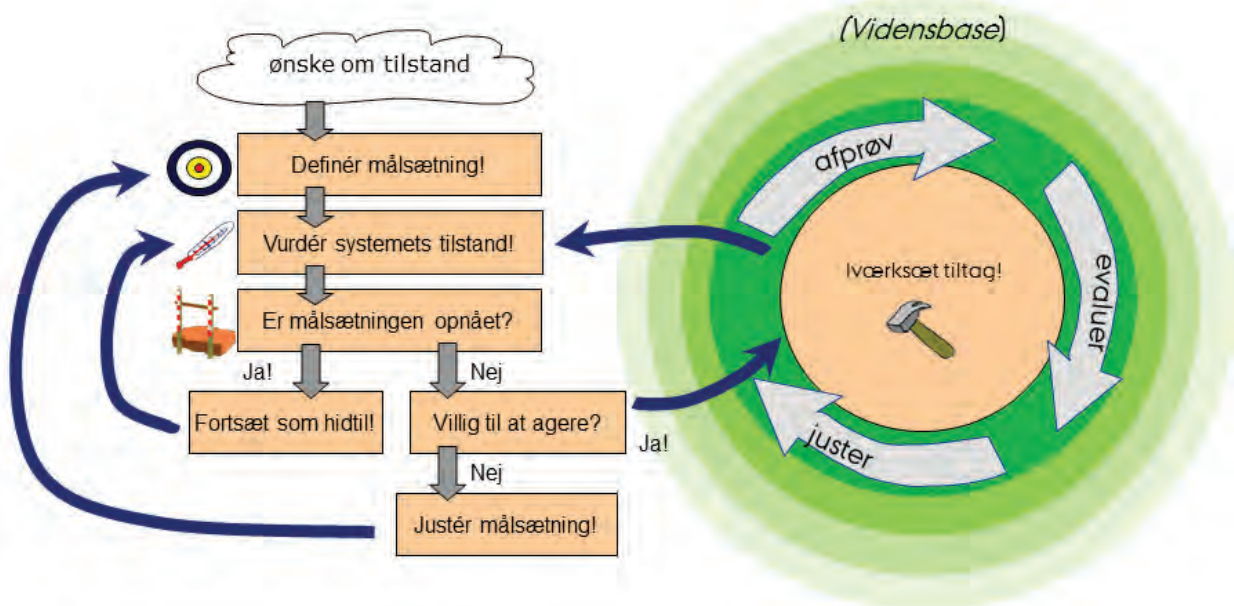 (Vidensbase)
ønske om tilstand
Definér målsætning!
Vurdér systemets tilstand!
Er målsætningen opnået?
Ja!
Nej
Fortsæt som hidtil!
Villig til at agere?
Ja!
Nej
Justér målsætning!
afprøv
evaluer
juster
Iværksæt tiltag!